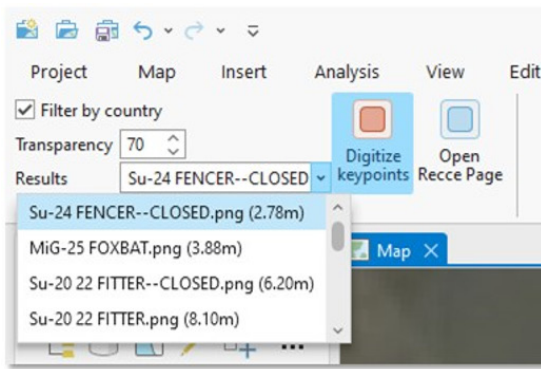 Project Map Insert Analysis View Edit
Filter by country
Transparency 70
Results Su-24 FENCER--CLOSED
Digitize keypoints
Open Recce Page
Su-24 FENCER--CLOSED.png (2.78m)
MiG-25 FOXBAT.png (3.88m)
Su-20 22 FITTER--CLOSED.png (6.20m)
Su-20 22 FITTER.png (8.10m)
Map